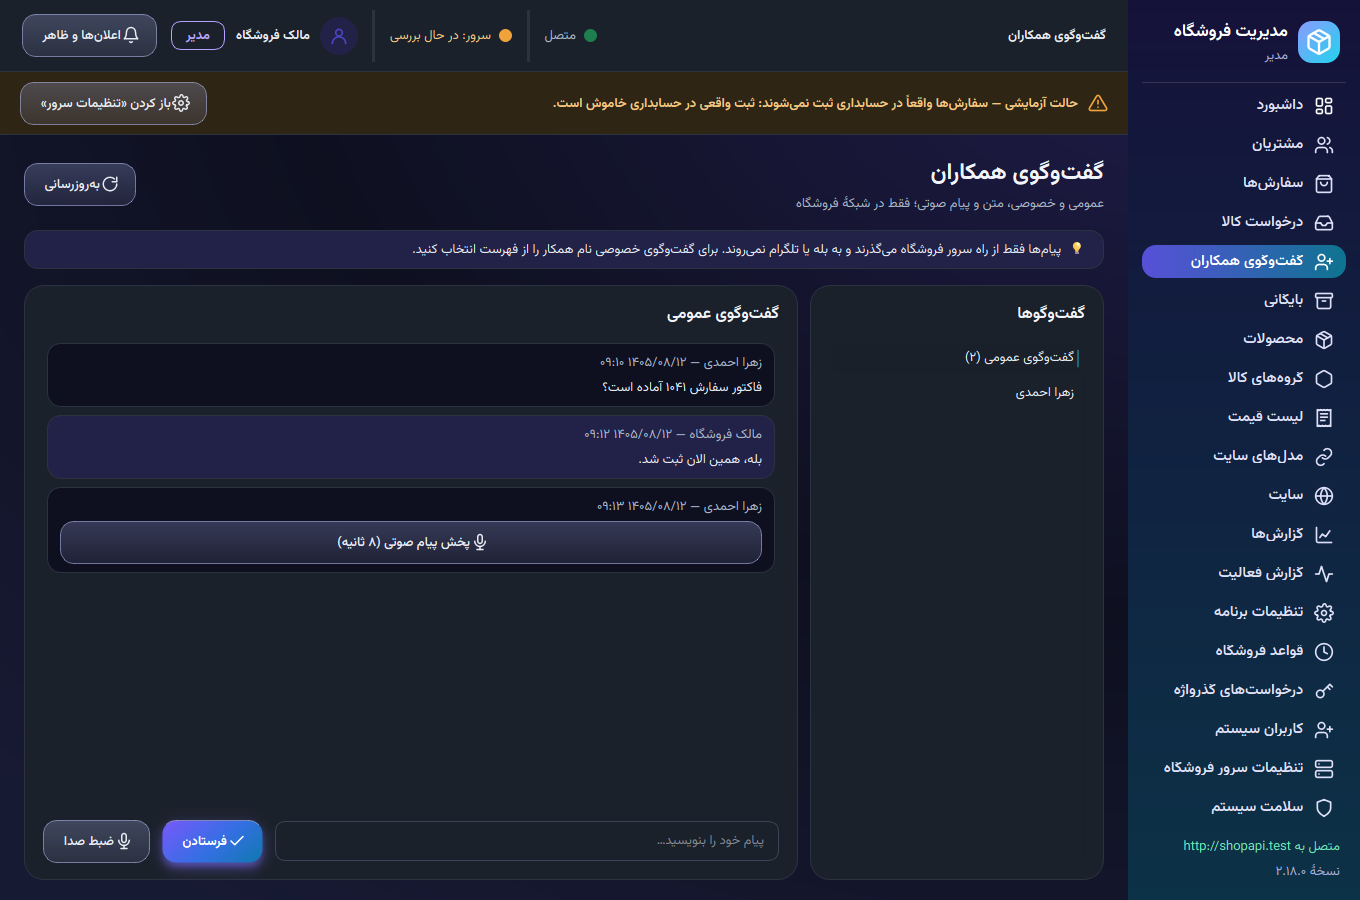 مدیریت فروشگاه
مدیر
داشبورد
مشتریان
سفارش‌ها
درخواست کالا
گفت‌وگوی همکاران
بایگانی
محصولات
گروه‌های کالا
لیست قیمت
مدل‌های سایت
سایت
گزارش‌ها
گزارش فعالیت
تنظیمات برنامه
قواعد فروشگاه
درخواست‌های گذرواژه
کاربران سیستم
تنظیمات سرور فروشگاه
سلامت سیستم
متصل به http://shopapi.test
نسخهٔ ۲.۱۸.۰
گفت‌وگوی همکاران
متصل
سرور: در حال بررسی
مالک فروشگاه
مدیر
اعلان‌ها و ظاهر
حالت آزمایشی — سفارش‌ها واقعاً در حسابداری ثبت نمی‌شوند: ثبت واقعی در حسابداری خاموش است.
باز کردن «تنظیمات سرور»
گفت‌وگوی همکاران
عمومی و خصوصی، متن و پیام صوتی؛ فقط در شبکهٔ فروشگاه
به‌روزرسانی
پیام‌ها فقط از راه سرور فروشگاه می‌گذرند و به بله یا تلگرام نمی‌روند. برای گفت‌وگوی خصوصی نام همکار را از فهرست انتخاب کنید.
گفت‌وگوها
گفت‌وگوی عمومی (۲)
زهرا احمدی
گفت‌وگوی عمومی
زهرا احمدی — ۱۴۰۵/۰۸/۱۲ ۰۹:۱۰
فاکتور سفارش ۱۰۴۱ آماده است؟
مالک فروشگاه — ۱۴۰۵/۰۸/۱۲ ۰۹:۱۲
بله، همین الان ثبت شد.
زهرا احمدی — ۱۴۰۵/۰۸/۱۲ ۰۹:۱۳
پخش پیام صوتی (۸ ثانیه)
پیام خود را بنویسید...
فرستادن
ضبط صدا